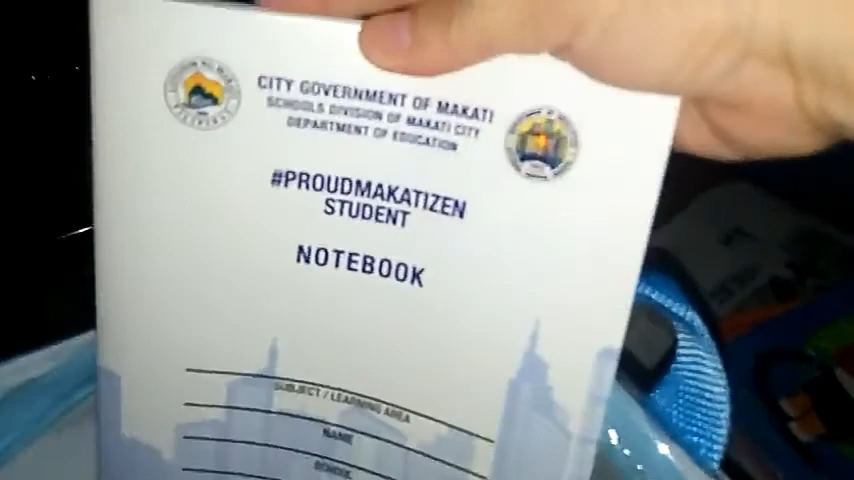 CITY GOVERNMENT OF MAKATI
SCHOOLS DIVISION OF MAKATI CITY
DEPARTMENT OF EDUCATION
#PROUDMAKATIZEN
STUDENT
NOTEBOOK
SUBJECT / LEARNING AREA
NAME
SCHOOL